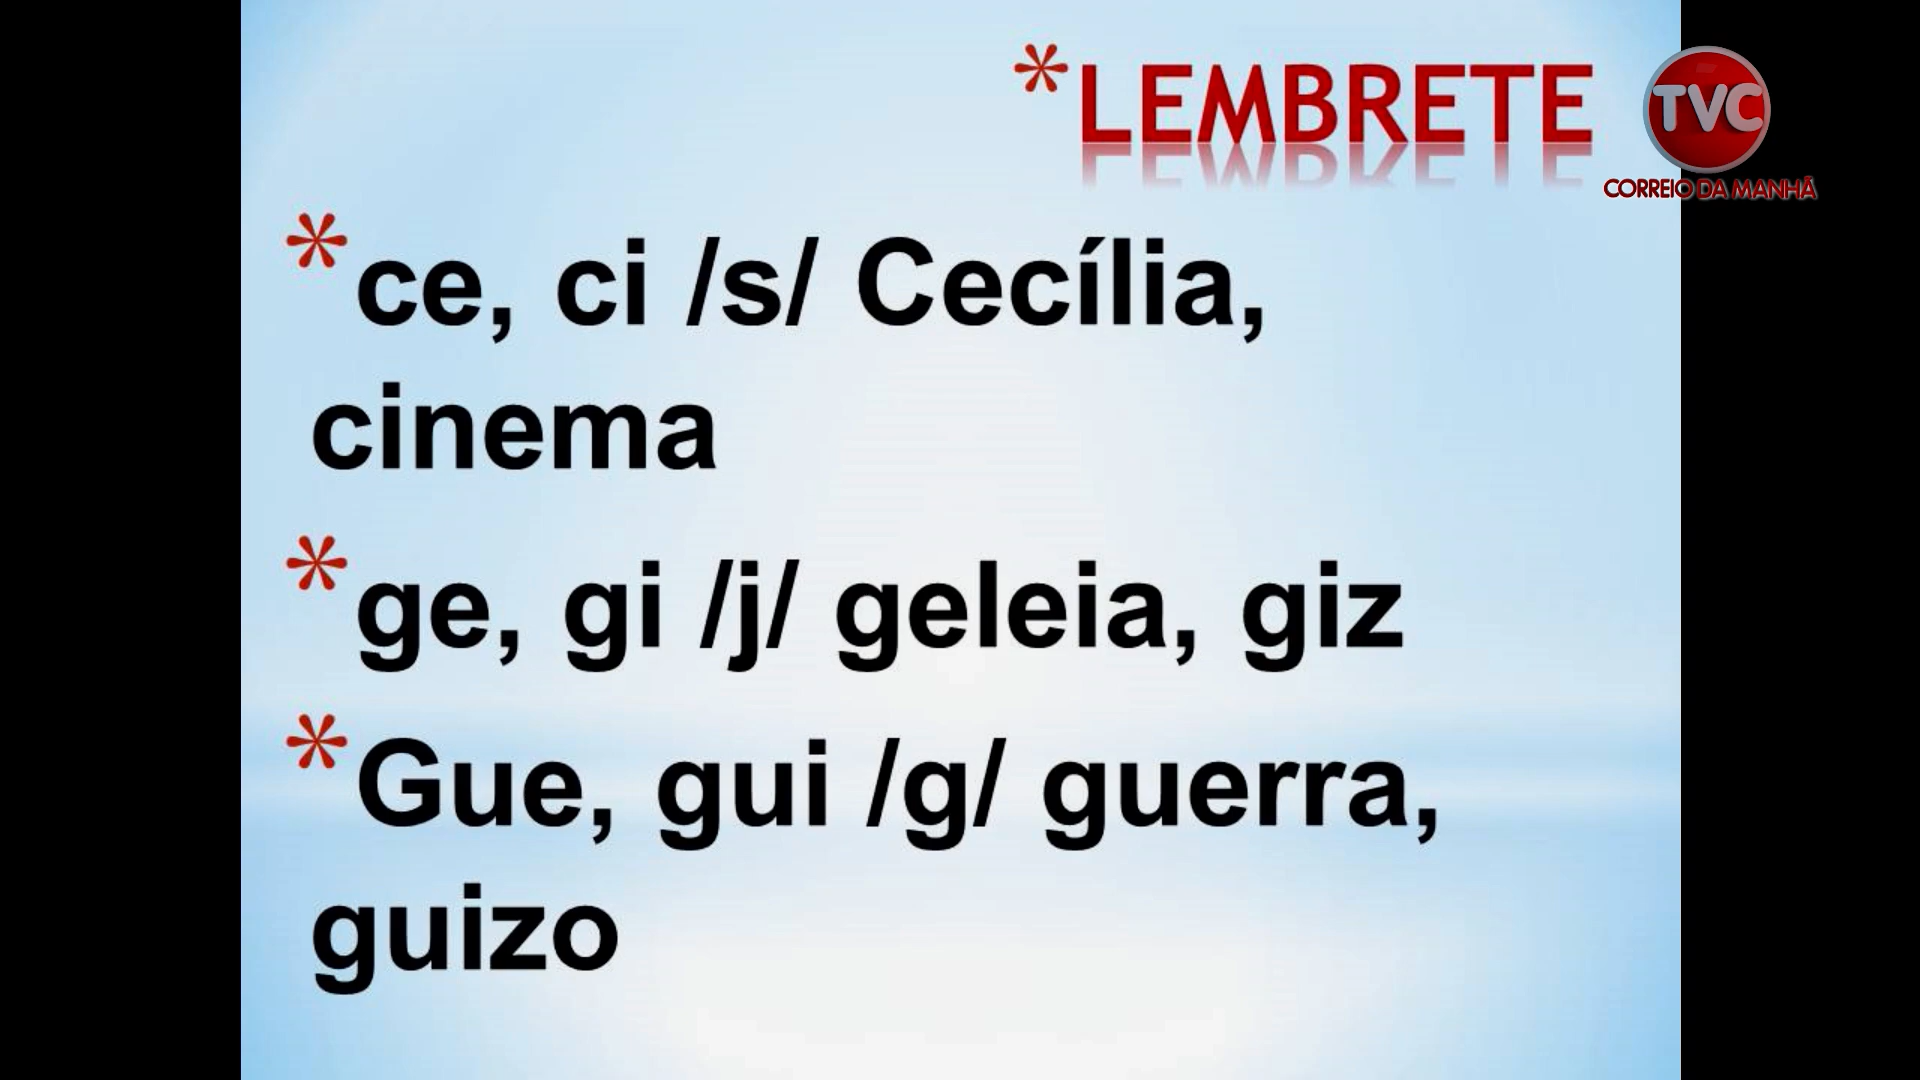 *LEMBRETE
TVC
CORREIO DA MANHÃ
*ce, ci /s/ Cecília,
cinema
*ge, gi /j/ geleia, giz
*Gue, gui /g/ guerra,
guizo